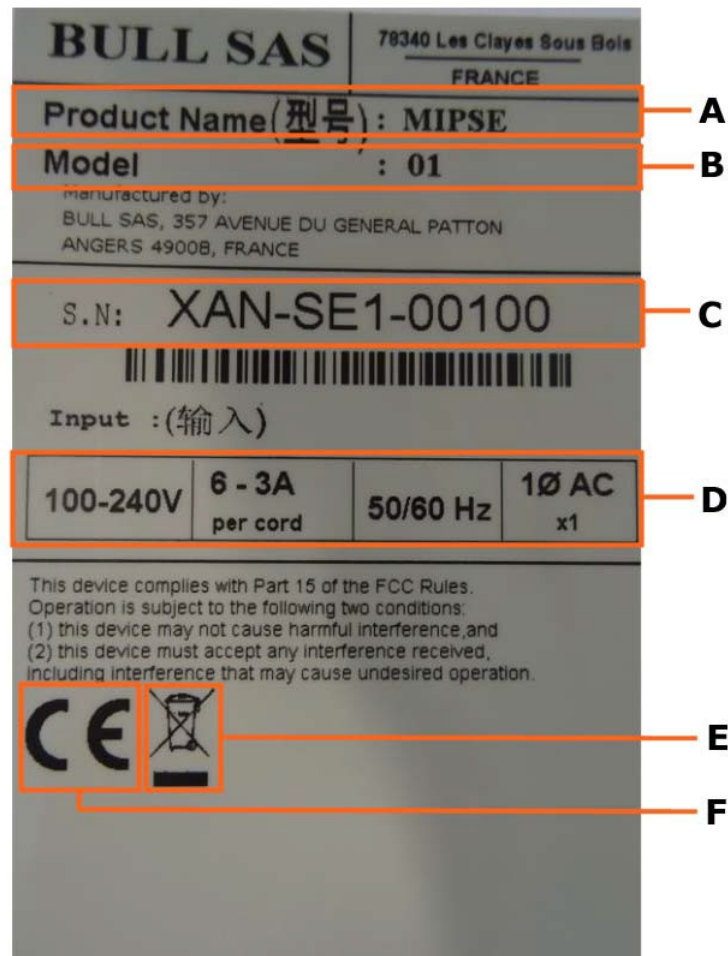 BULL SAS
78340 Les Clayes Sous Bois
FRANCE
Product Name(型号): MIPSE
A
Model : 01
B
Manufactured by:
BULL SAS, 357 AVENUE DU GENERAL PATTON
ANGERS 49008, FRANCE
S.N: XAN-SE1-00100
C
Input :(输入)
100-240V
6 - 3A
per cord
50/60 Hz
1Ø AC
x1
D
This device complies with Part 15 of the FCC Rules.
Operation is subject to the following two conditions:
(1) this device may not cause harmful interference,and
(2) this device must accept any interference received,
including interference that may cause undesired operation.
CE
E
F